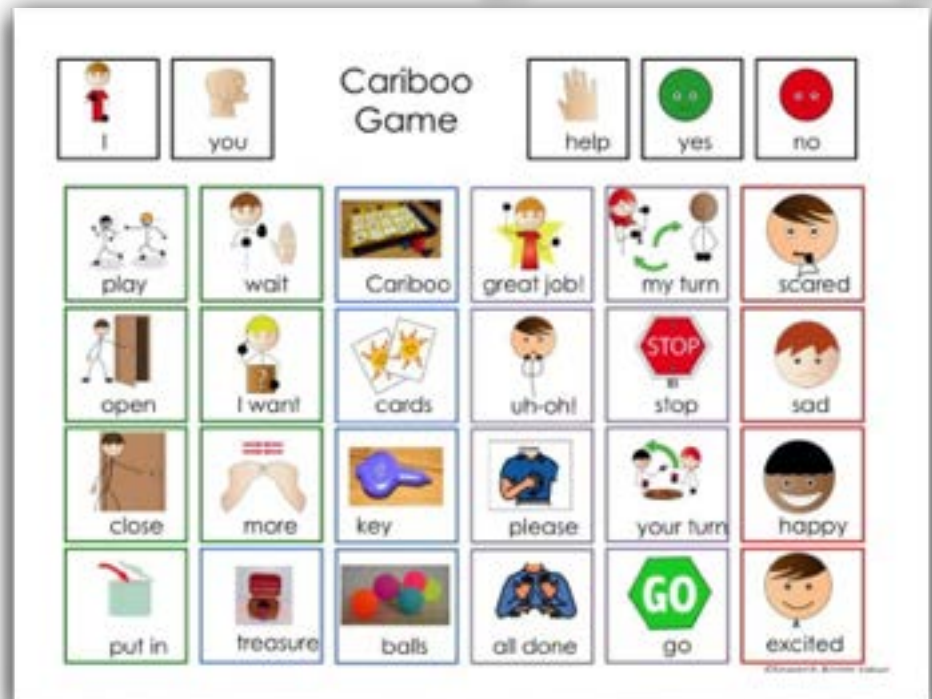 Cariboo
Game
I
you
help
yes
no
play
wait
Cariboo
great job!
my turn
scared
open
I want
cards
uh-oh!
STOP
stop
sad
close
more
key
please
your turn
happy
put in
treasure
balls
all done
GO
go
excited